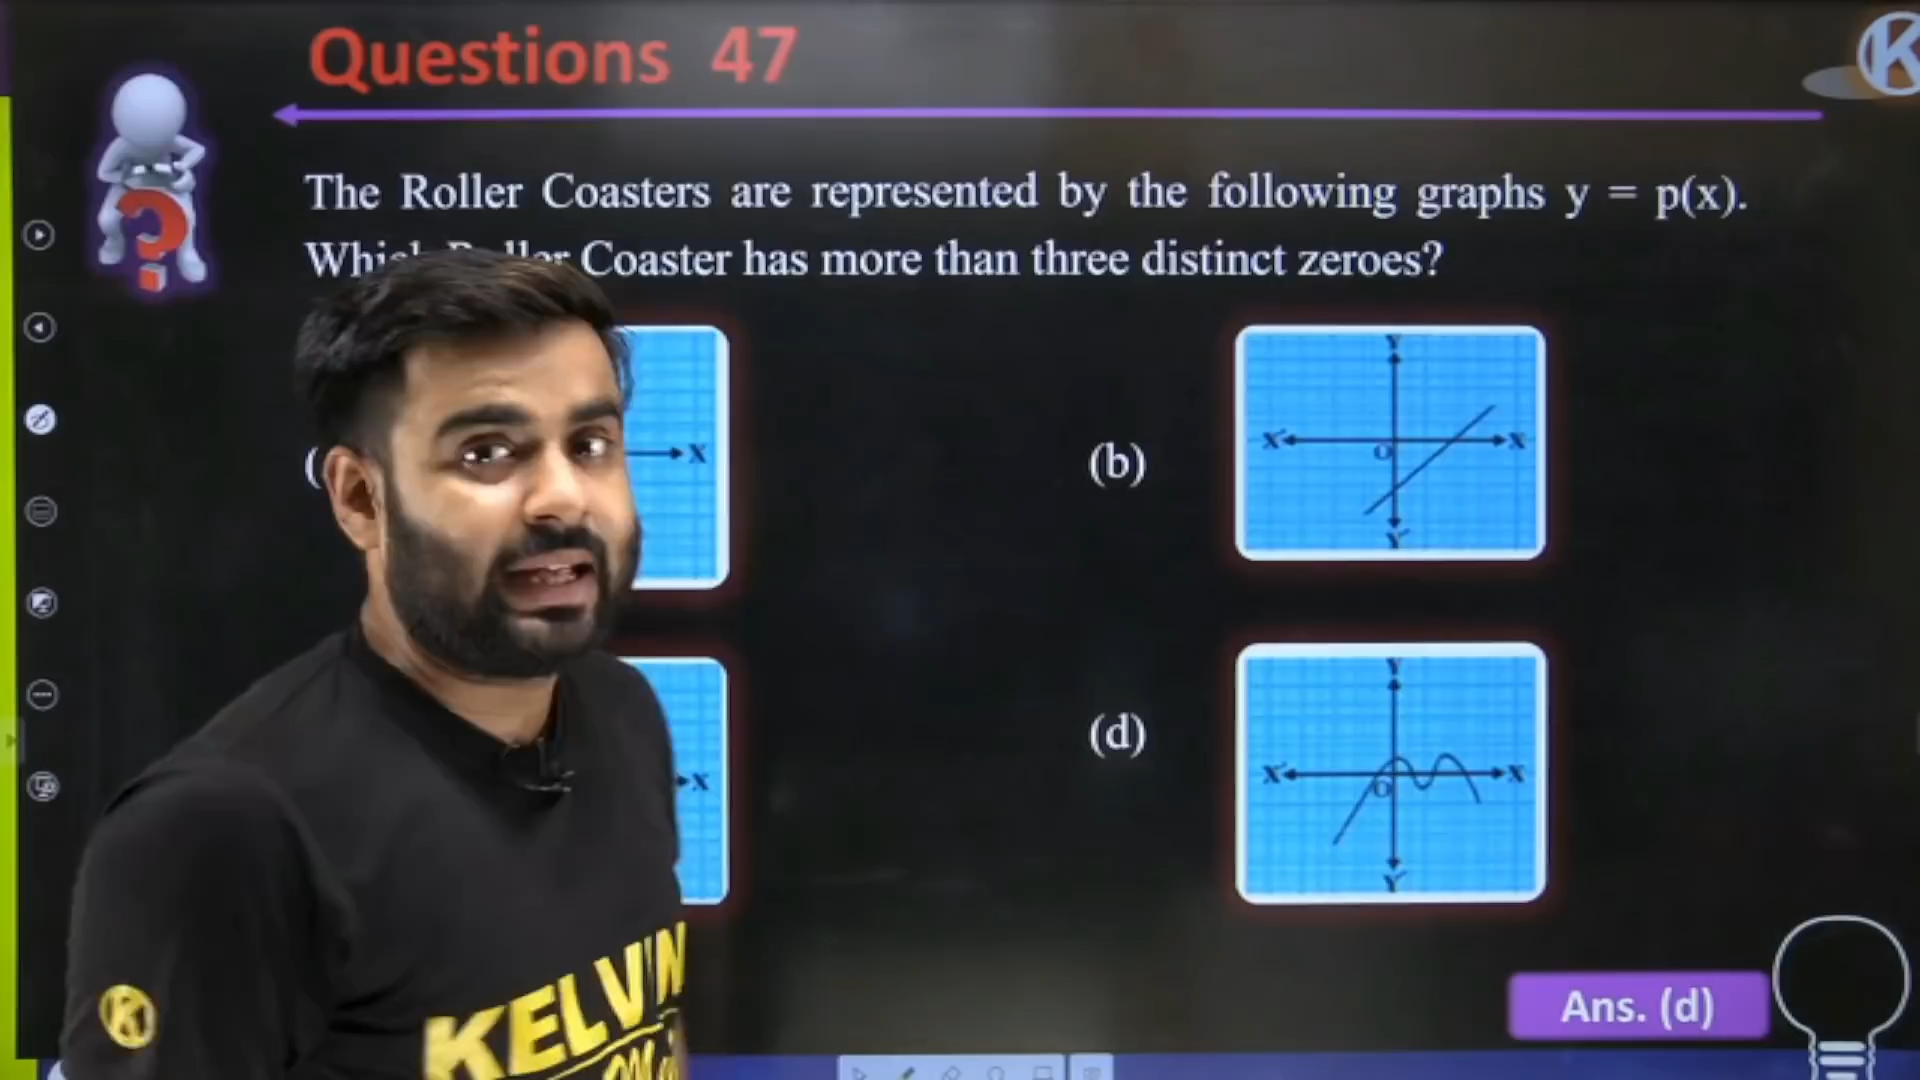 Questions 47
K
The Roller Coasters are represented by the following graphs y = p(x).
Coaster has more than three distinct zeroes?
(
X
(b)
Y
X' O X
Y'
X
(d)
Y
X' O X
Y'
Ans. (d)
K
KELVIN